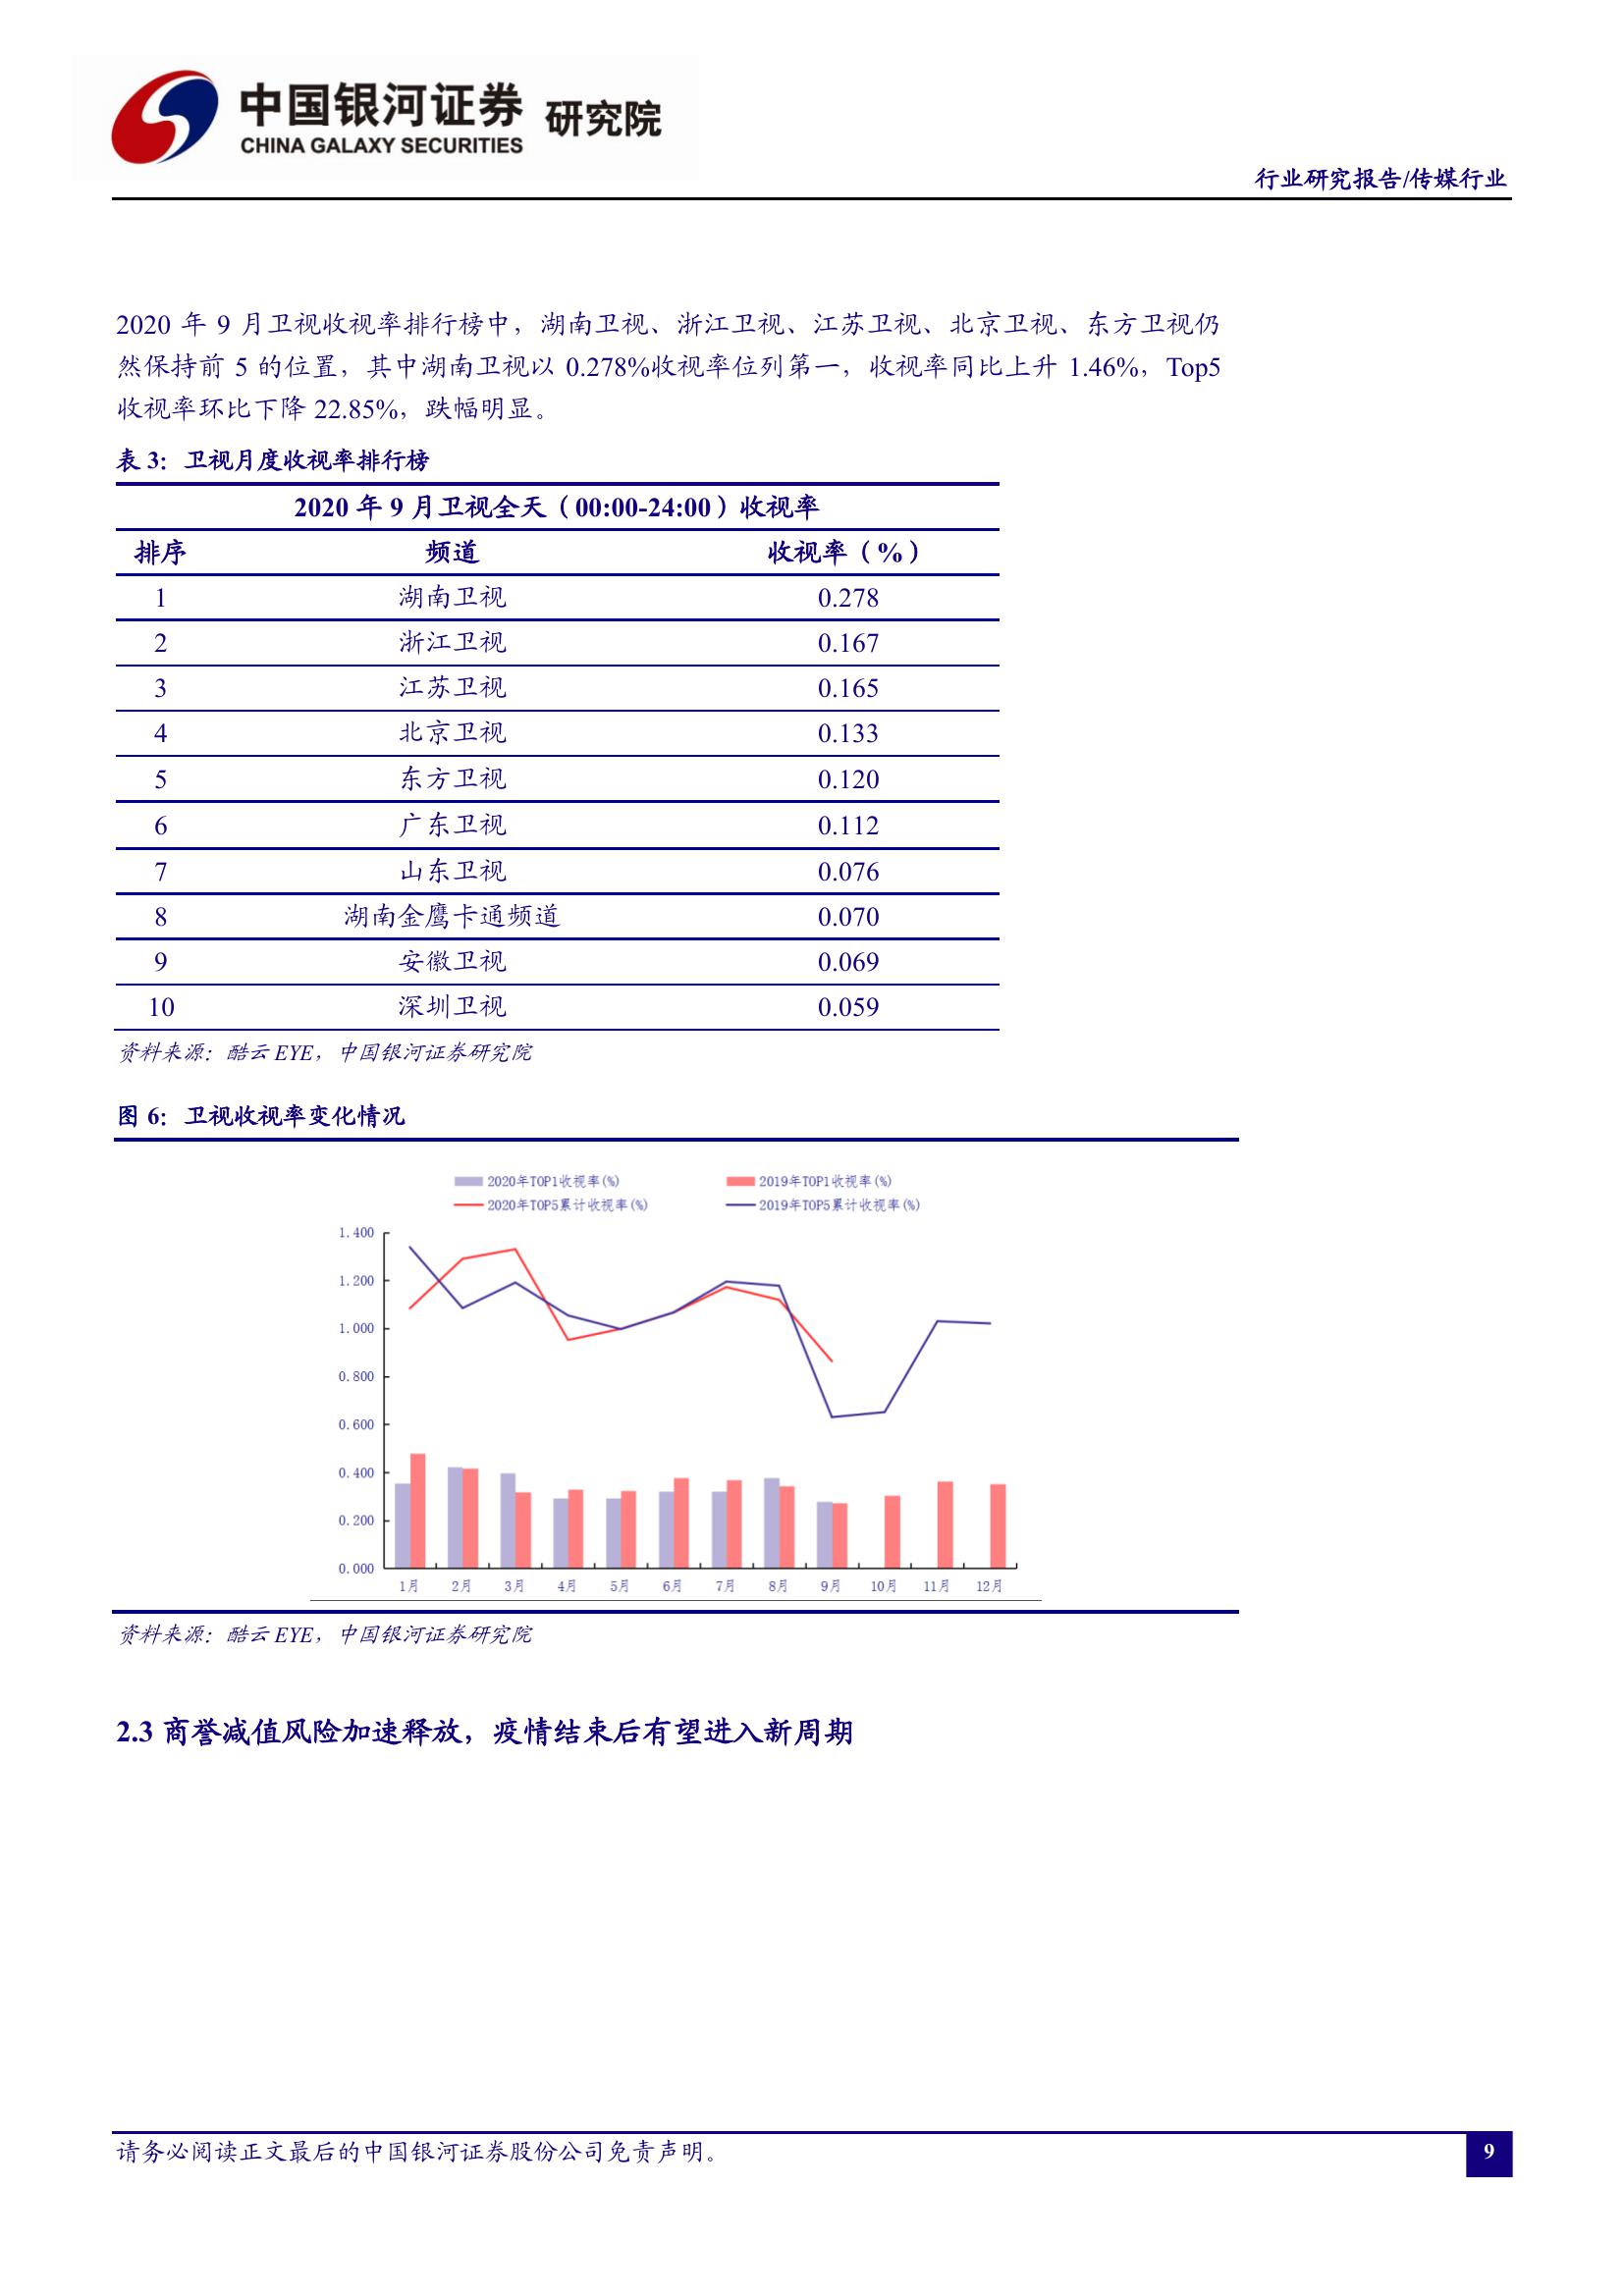 中国银河证券 研究院
CHINA GALAXY SECURITIES
行业研究报告/传媒行业
2020 年 9 月卫视收视率排行榜中，湖南卫视、浙江卫视、江苏卫视、北京卫视、东方卫视仍
然保持前 5 的位置，其中湖南卫视以 0.278%收视率位列第一，收视率同比上升 1.46%，Top5
收视率环比下降 22.85%，跌幅明显。
表 3：卫视月度收视率排行榜
2020 年 9 月卫视全天（00:00-24:00）收视率
排序 频道 收视率（%）
1 湖南卫视 0.278
2 浙江卫视 0.167
3 江苏卫视 0.165
4 北京卫视 0.133
5 东方卫视 0.120
6 广东卫视 0.112
7 山东卫视 0.076
8 湖南金鹰卡通频道 0.070
9 安徽卫视 0.069
10 深圳卫视 0.059
资料来源：酷云 EYE，中国银河证券研究院
图 6：卫视收视率变化情况
2020年TOP1收视率(%) 2019年TOP1收视率(%)
2020年TOP5累计收视率(%) 2019年TOP5累计收视率(%)
1.400
1.200
1.000
0.800
0.600
0.400
0.200
0.000
1月 2月 3月 4月 5月 6月 7月 8月 9月 10月 11月 12月
资料来源：酷云 EYE，中国银河证券研究院
2.3 商誉减值风险加速释放，疫情结束后有望进入新周期
请务必阅读正文最后的中国银河证券股份公司免责声明。
9